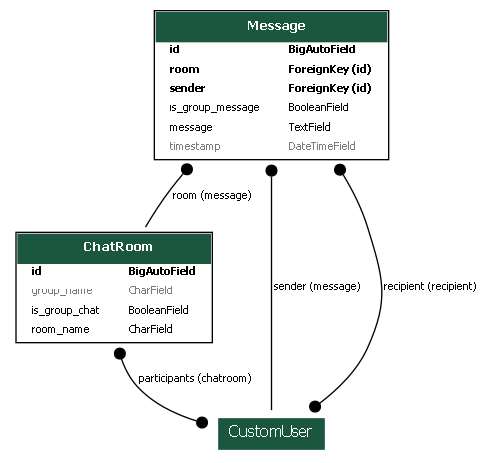 Message
id BigAutoField
room ForeignKey (id)
sender ForeignKey (id)
is_group_message BooleanField
message TextField
timestamp DateTimeField
room (message)
ChatRoom
id BigAutoField
group_name CharField
is_group_chat BooleanField
room_name CharField
sender (message)
recipient (recipient)
participants (chatroom)
CustomUser